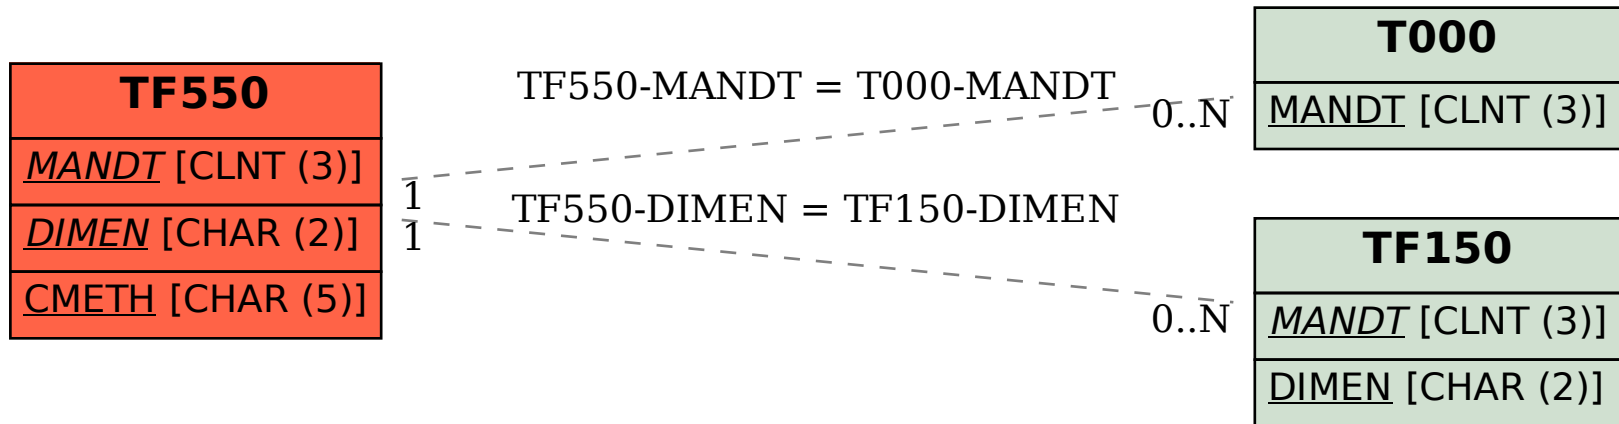 TF550
MANDT [CLNT (3)]
DIMEN [CHAR (2)]
CMETH [CHAR (5)]
TF550-MANDT = T000-MANDT
1
0..N
TF550-DIMEN = TF150-DIMEN
1
0..N
T000
MANDT [CLNT (3)]
TF150
MANDT [CLNT (3)]
DIMEN [CHAR (2)]